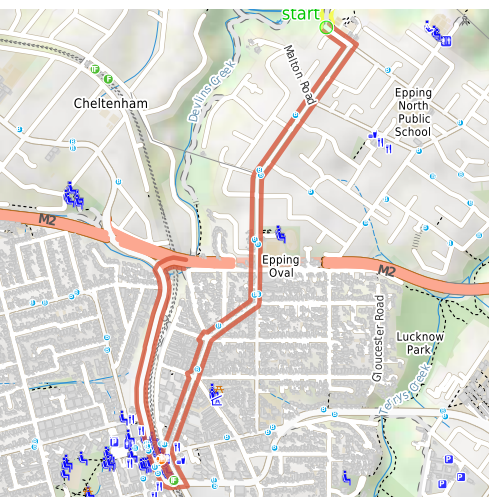 start
Malton Road
Devlins Creek
Cheltenham
Epping
North
Public
School
M2
Epping
Oval
M2
Gloucester Road
Lucknow
Park
Terrys Creek
F
F
P
P
P
P